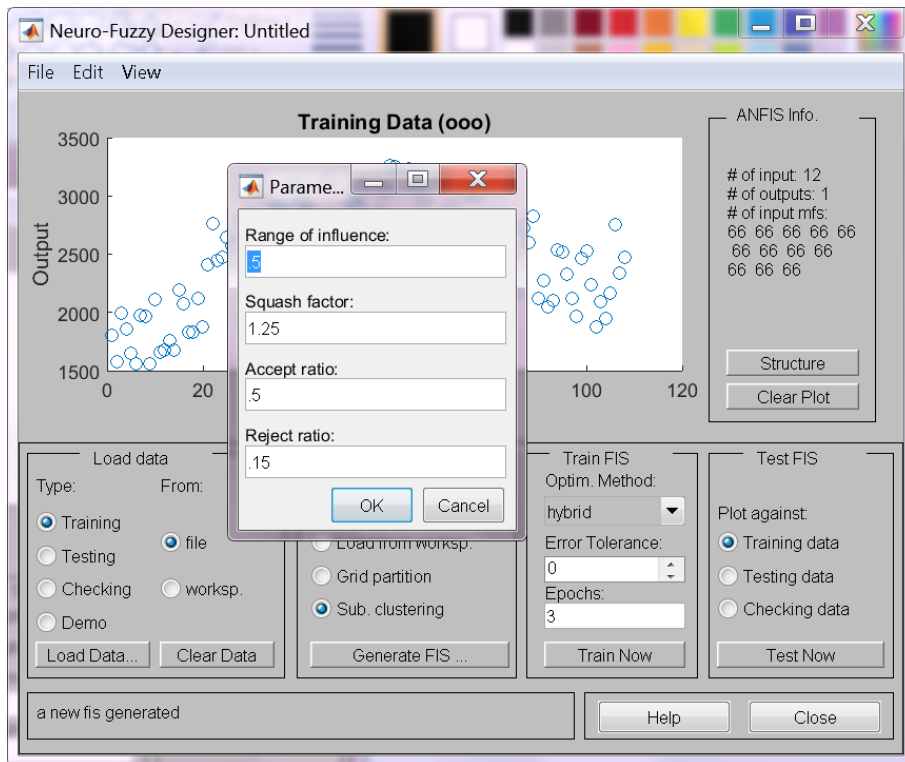 Neuro-Fuzzy Designer: Untitled
File Edit View
Training Data (ooo)
3500
3000
2500
2000
1500
Output
0 20 100 120
ANFIS Info.
# of input: 12
# of outputs: 1
# of input mfs:
66 66 66 66 66
66 66 66 66
66 66 66
Structure
Clear Plot
Parame...
Range of influence:
.5
Squash factor:
1.25
Accept ratio:
.5
Reject ratio:
.15
OK Cancel
Load data
Type: From:
Training
Testing
Checking
Demo
file
worksp.
Load Data... Clear Data
Load from worksp.
Grid partition
Sub. clustering
Generate FIS ...
Train FIS
Optim. Method:
hybrid
Error Tolerance:
0
Epochs:
3
Train Now
Test FIS
Plot against:
Training data
Testing data
Checking data
Test Now
a new fis generated
Help Close